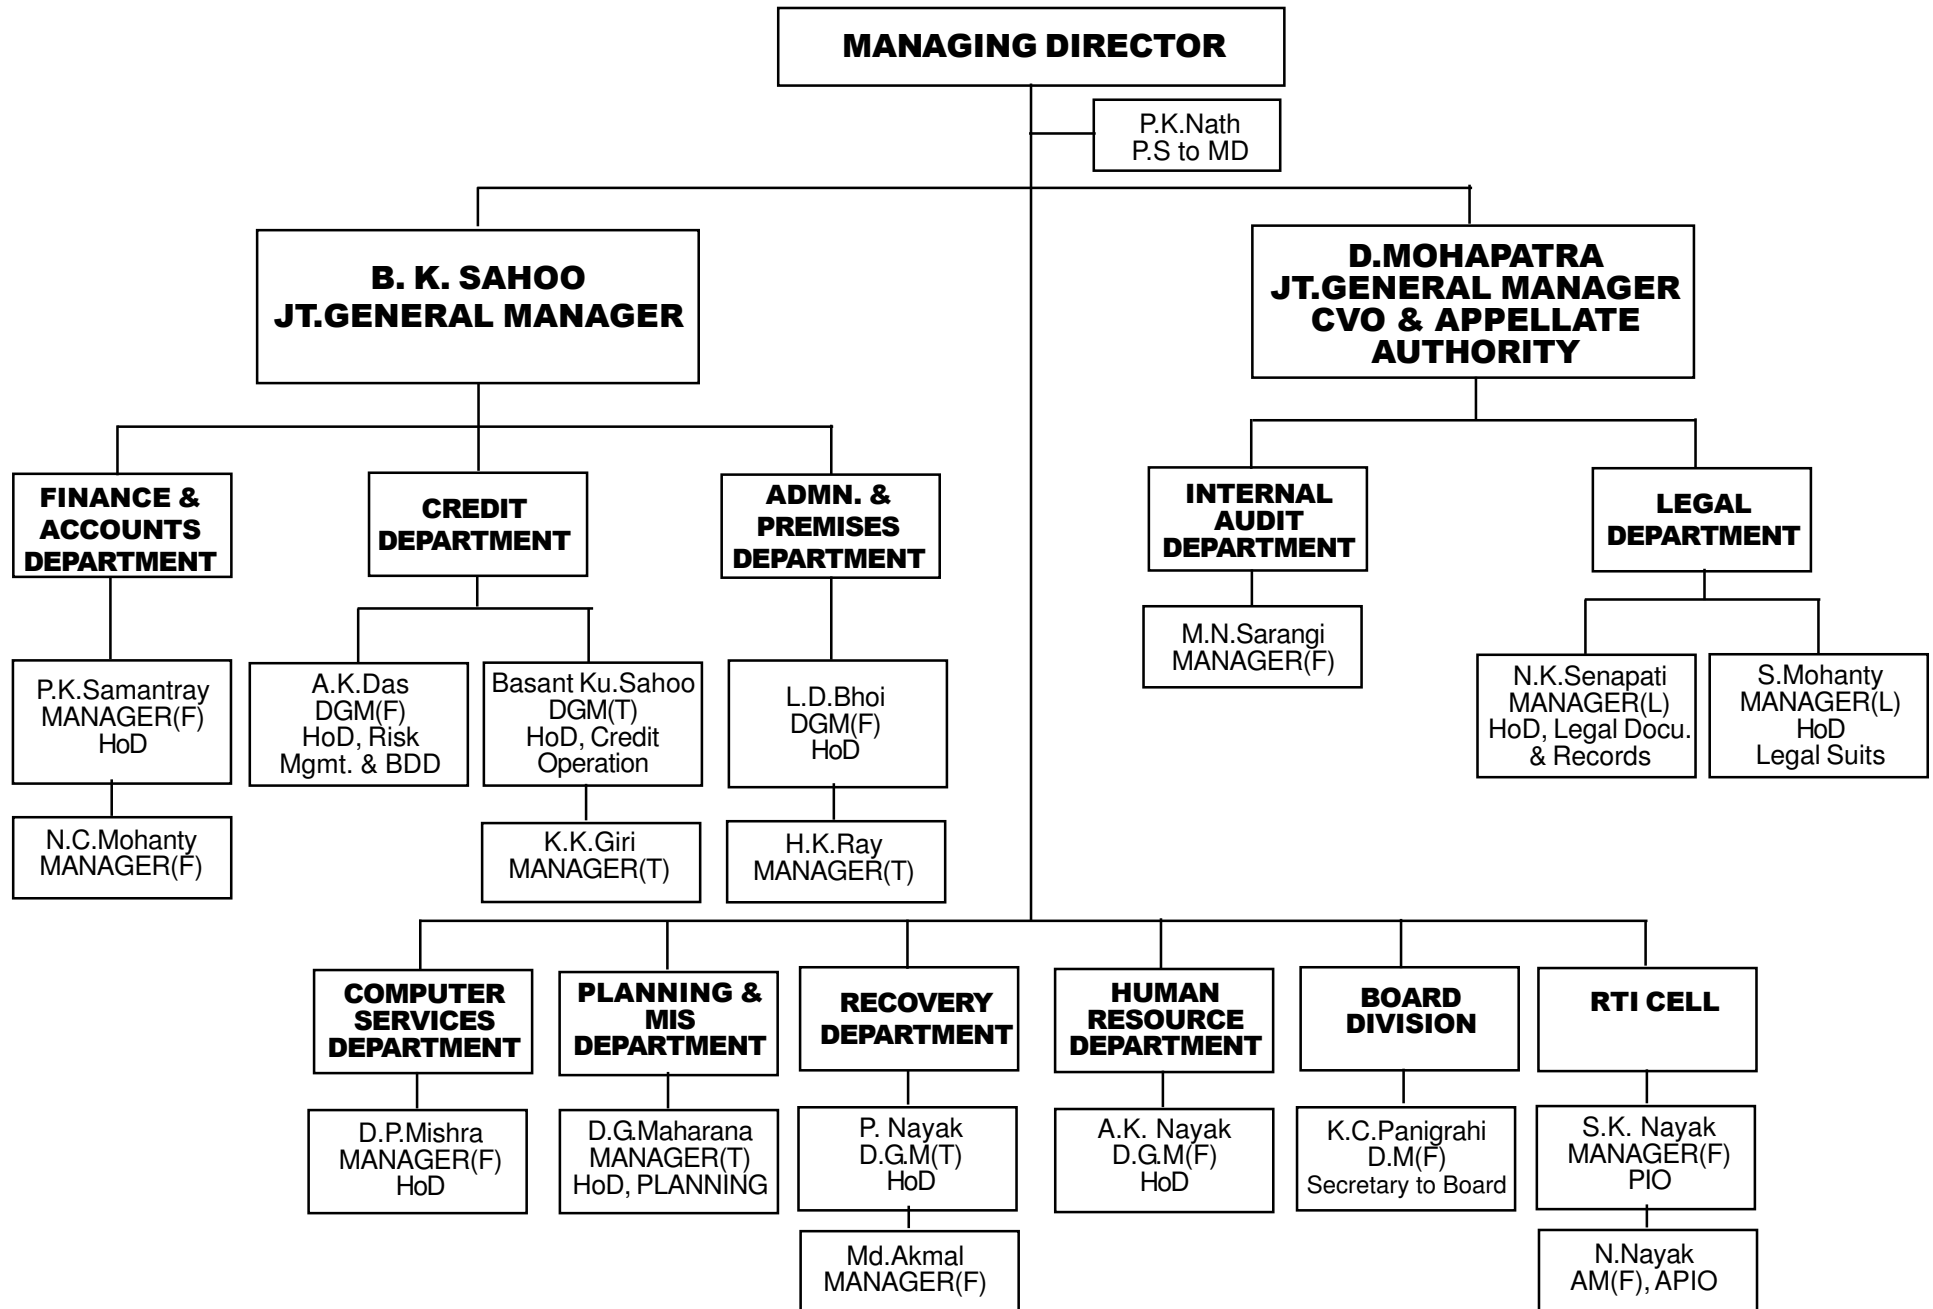 MANAGING DIRECTOR
P.K.Nath
P.S to MD
B. K. SAHOO
JT.GENERAL MANAGER
D.MOHAPATRA
JT.GENERAL MANAGER
CVO & APPELLATE
AUTHORITY
FINANCE &
ACCOUNTS
DEPARTMENT
CREDIT
DEPARTMENT
ADMN. &
PREMISES
DEPARTMENT
INTERNAL
AUDIT
DEPARTMENT
LEGAL
DEPARTMENT
P.K.Samantray
MANAGER(F)
HoD
A.K.Das
DGM(F)
HoD, Risk
Mgmt. & BDD
Basant Ku.Sahoo
DGM(T)
HoD, Credit
Operation
L.D.Bhoi
DGM(F)
HoD
M.N.Sarangi
MANAGER(F)
N.K.Senapati
MANAGER(L)
HoD, Legal Docu.
& Records
S.Mohanty
MANAGER(L)
HoD
Legal Suits
N.C.Mohanty
MANAGER(F)
K.K.Giri
MANAGER(T)
H.K.Ray
MANAGER(T)
COMPUTER
SERVICES
DEPARTMENT
PLANNING &
MIS
DEPARTMENT
RECOVERY
DEPARTMENT
HUMAN
RESOURCE
DEPARTMENT
BOARD
DIVISION
RTI CELL
D.P.Mishra
MANAGER(F)
HoD
D.G.Maharana
MANAGER(T)
HoD, PLANNING
P. Nayak
D.G.M(T)
HoD
A.K. Nayak
D.G.M(F)
HoD
K.C.Panigrahi
D.M(F)
Secretary to Board
S.K. Nayak
MANAGER(F)
PIO
Md.Akmal
MANAGER(F)
N.Nayak
AM(F), APIO